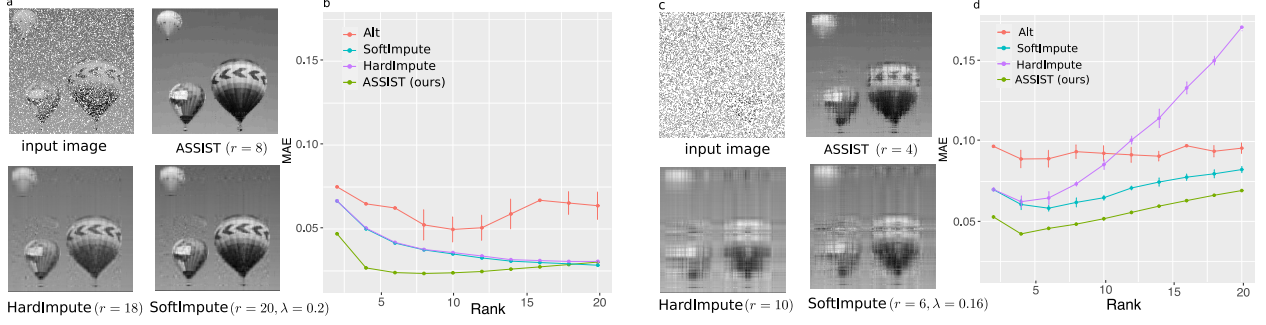 a
input image
ASSIST (r = 8)
HardImpute (r = 18)
SoftImpute (r = 20, λ = 0.2)
b
Alt
SoftImpute
HardImpute
ASSIST (ours)
0.15
0.10
0.05
MAE
5
10
15
20
Rank
c
input image
ASSIST (r = 4)
HardImpute (r = 10)
SoftImpute (r = 6, λ = 0.16)
d
Alt
SoftImpute
HardImpute
ASSIST (ours)
0.15
0.10
0.05
MAE
5
10
15
20
Rank